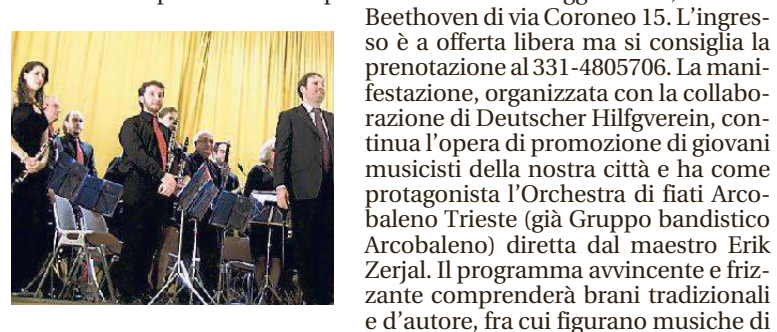 Beethoven di via Coroneo 15. L’ingres-
so è a offerta libera ma si consiglia la
prenotazione al 331-4805706. La mani-
festazione, organizzata con la collabo-
razione di Deutscher Hilfgverein, con-
tinua l’opera di promozione di giovani
musicisti della nostra città e ha come
protagonista l’Orchestra di fiati Arco-
baleno Trieste (già Gruppo bandistico
Arcobaleno) diretta dal maestro Erik
Zerjal. Il programma avvincente e friz-
zante comprenderà brani tradizionali
e d’autore, fra cui figurano musiche di